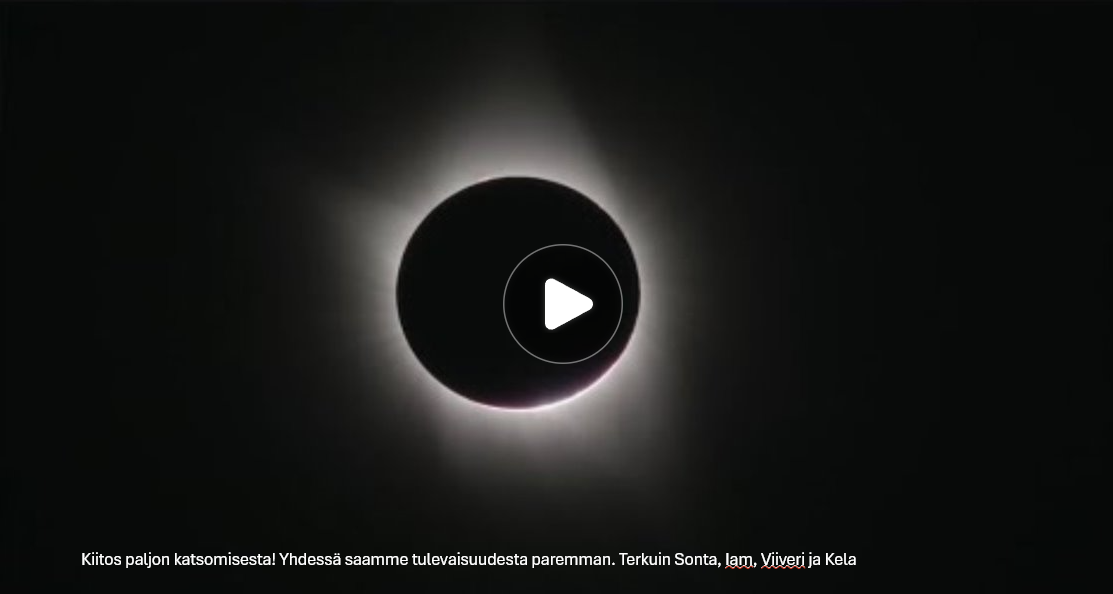 Kiitos paljon katsomisesta! Yhdessä saamme tulevaisuudesta paremman. Terkuin Sonta, Iam, Viiveri ja Kela